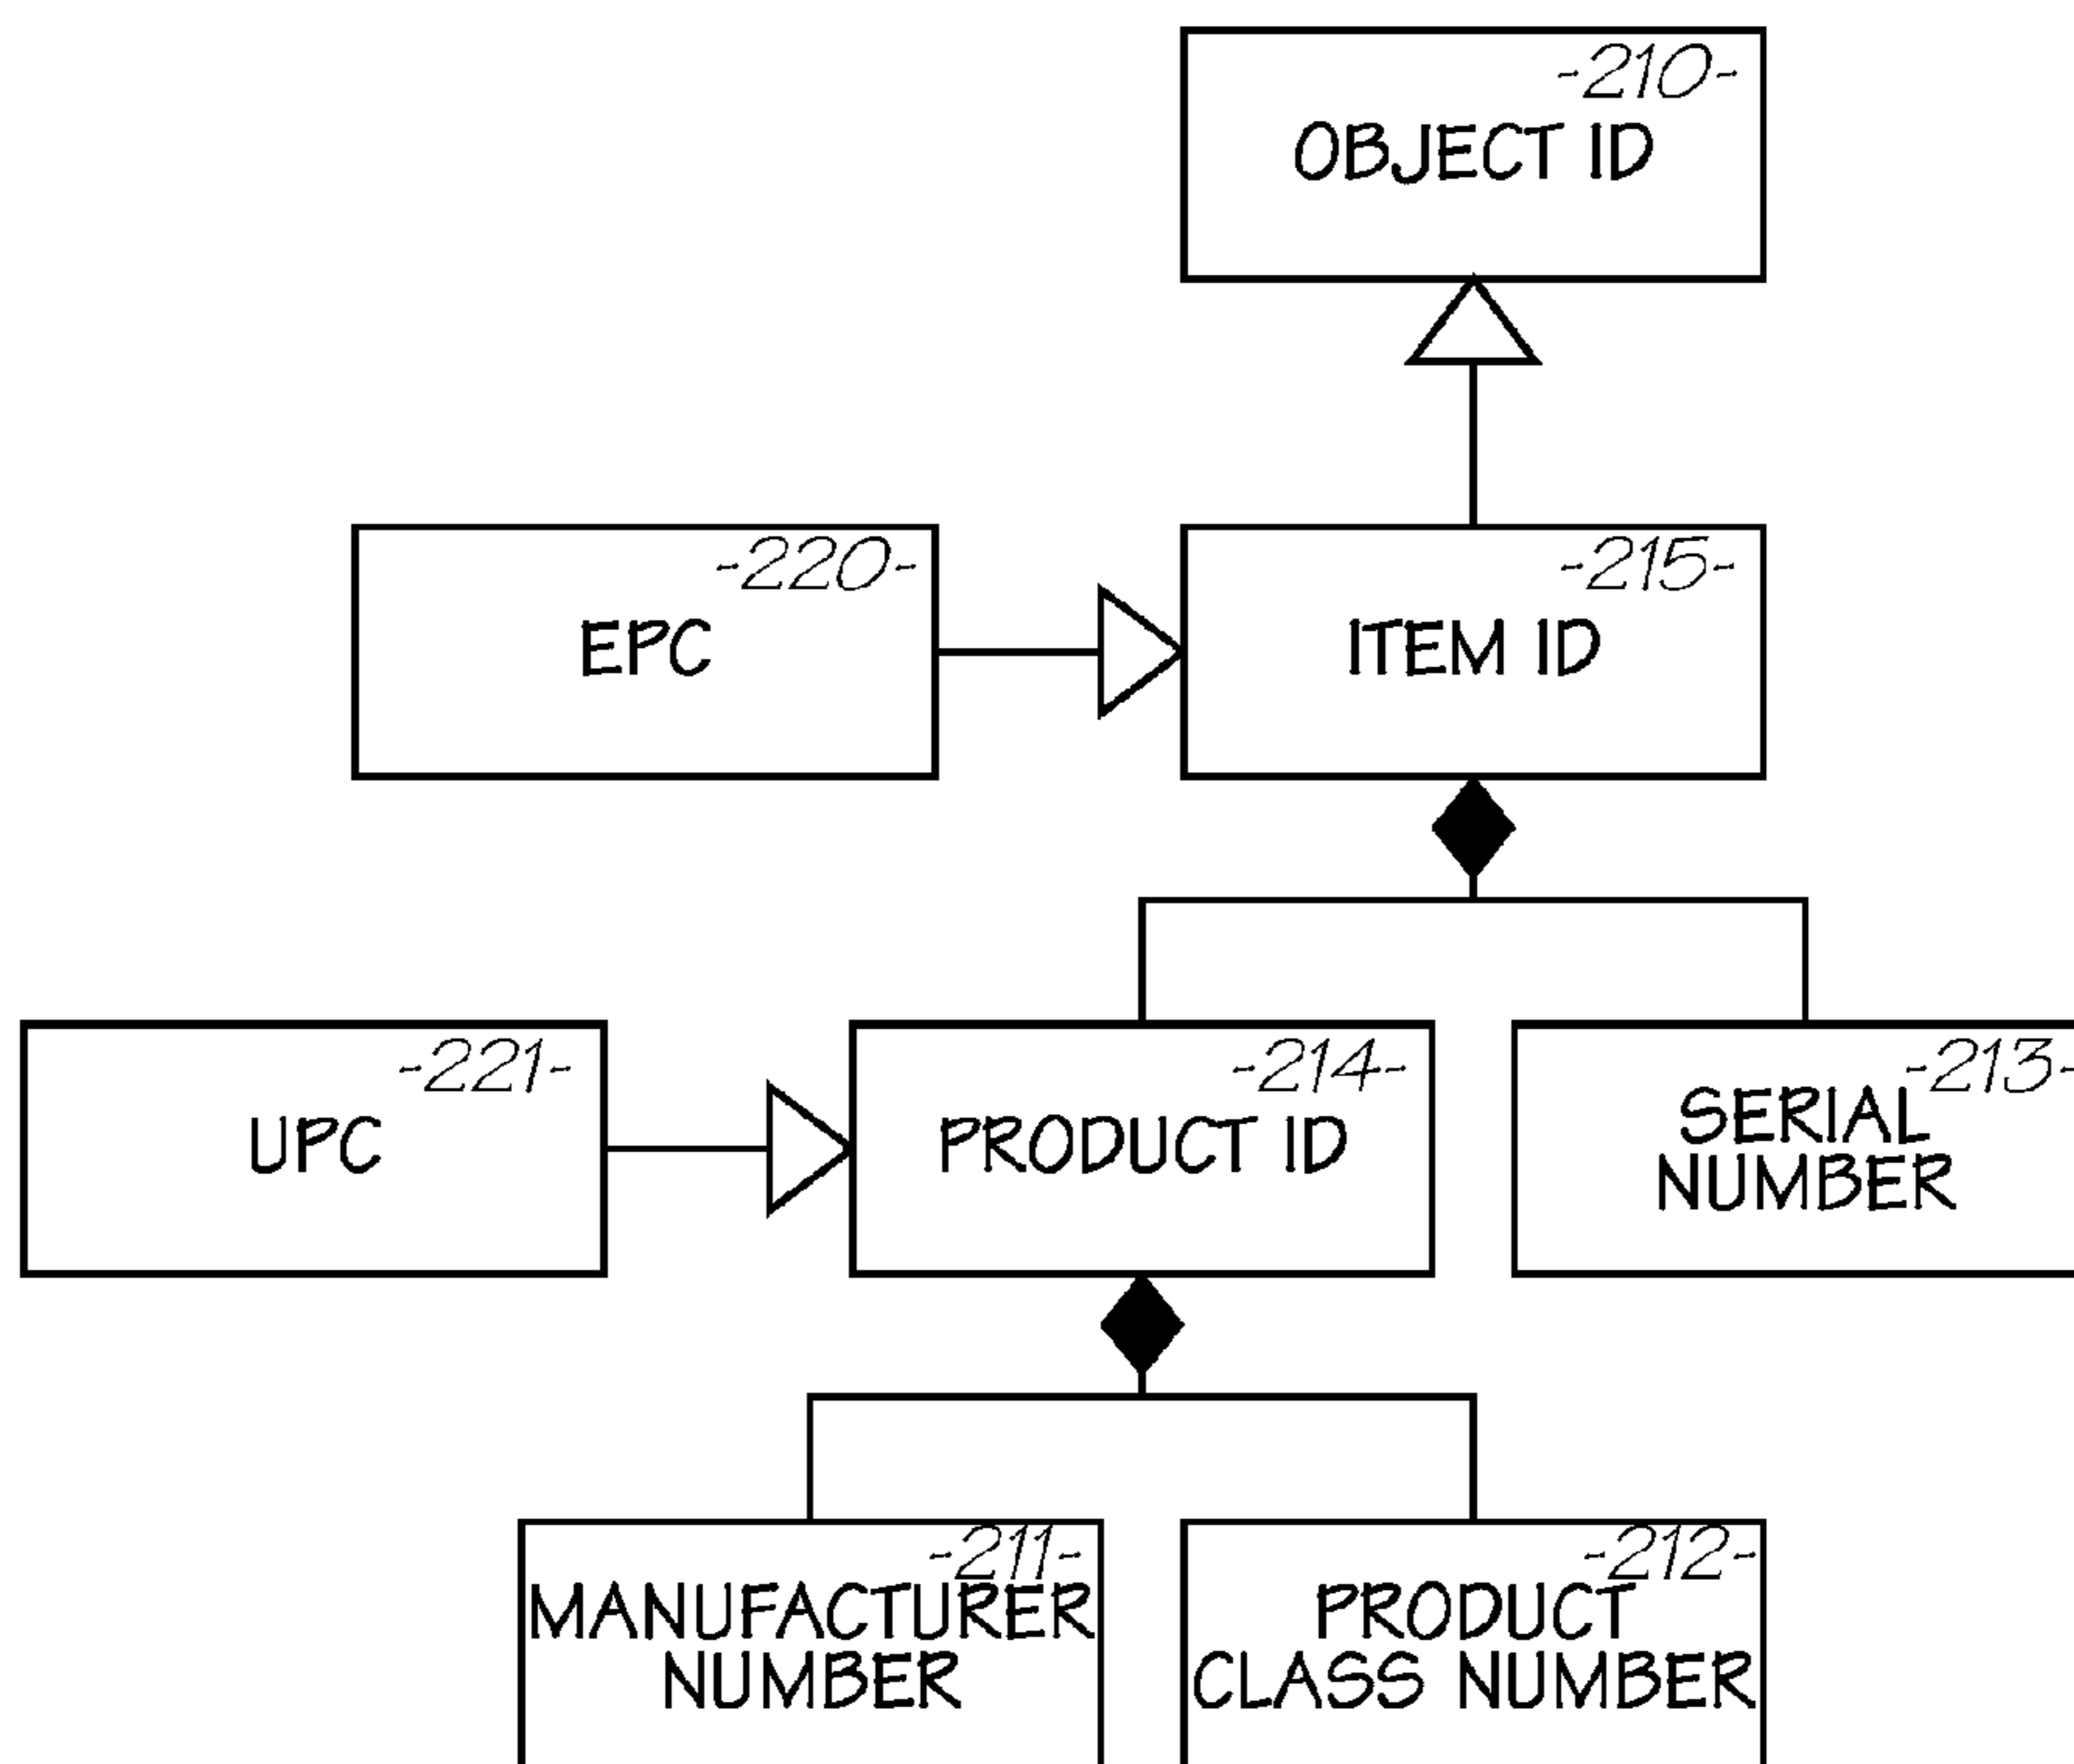 -210-
OBJECT ID
-220-
EPC
-215-
ITEM ID
-221-
UPC
-214-
PRODUCT ID
-213-
SERIAL
NUMBER
-211-
MANUFACTURER
NUMBER
-212-
PRODUCT
CLASS NUMBER